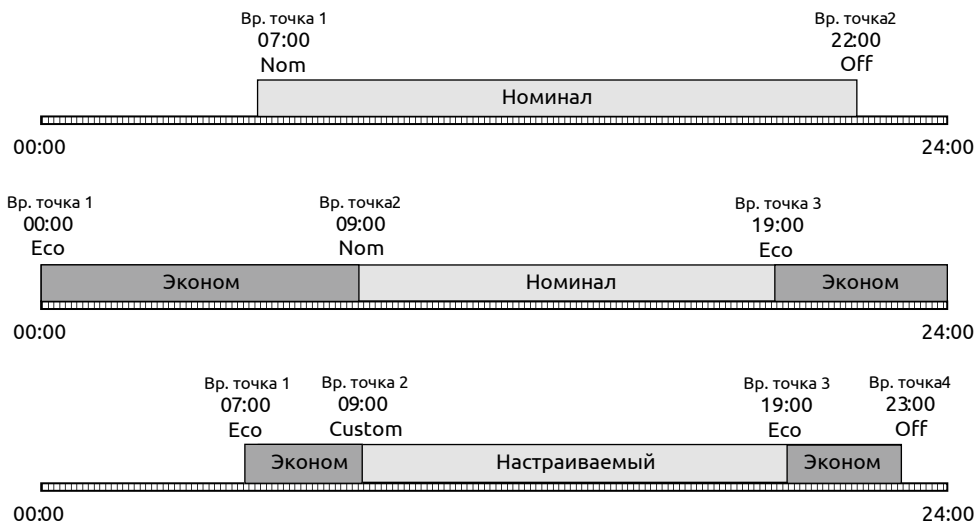 Вр. точка 1 Вр. точка2
07:00 22:00
Nom Off
Номинал
00:00 24:00
Вр. точка 1 Вр. точка2 Вр. точка 3
00:00 09:00 19:00
Eco Nom Eco
Эконом Номинал Эконом
00:00 24:00
Вр. точка 1 Вр. точка 2 Вр. точка 3 Вр. точка4
07:00 09:00 19:00 23:00
Eco Custom Eco Off
Эконом Настраиваемый Эконом
00:00 24:00